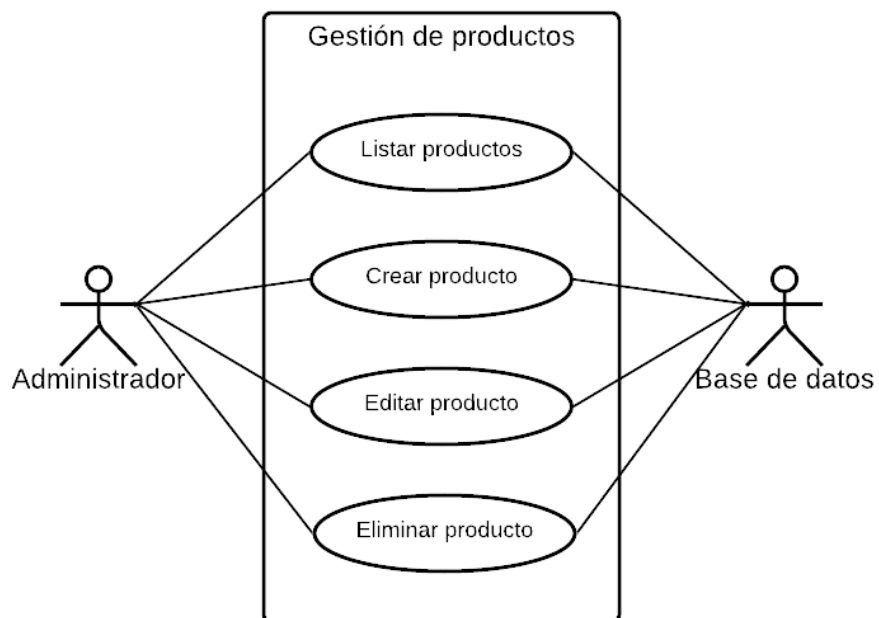 Gestión de productos
Listar productos
Crear producto
Administrador
Base de datos
Editar producto
Eliminar producto